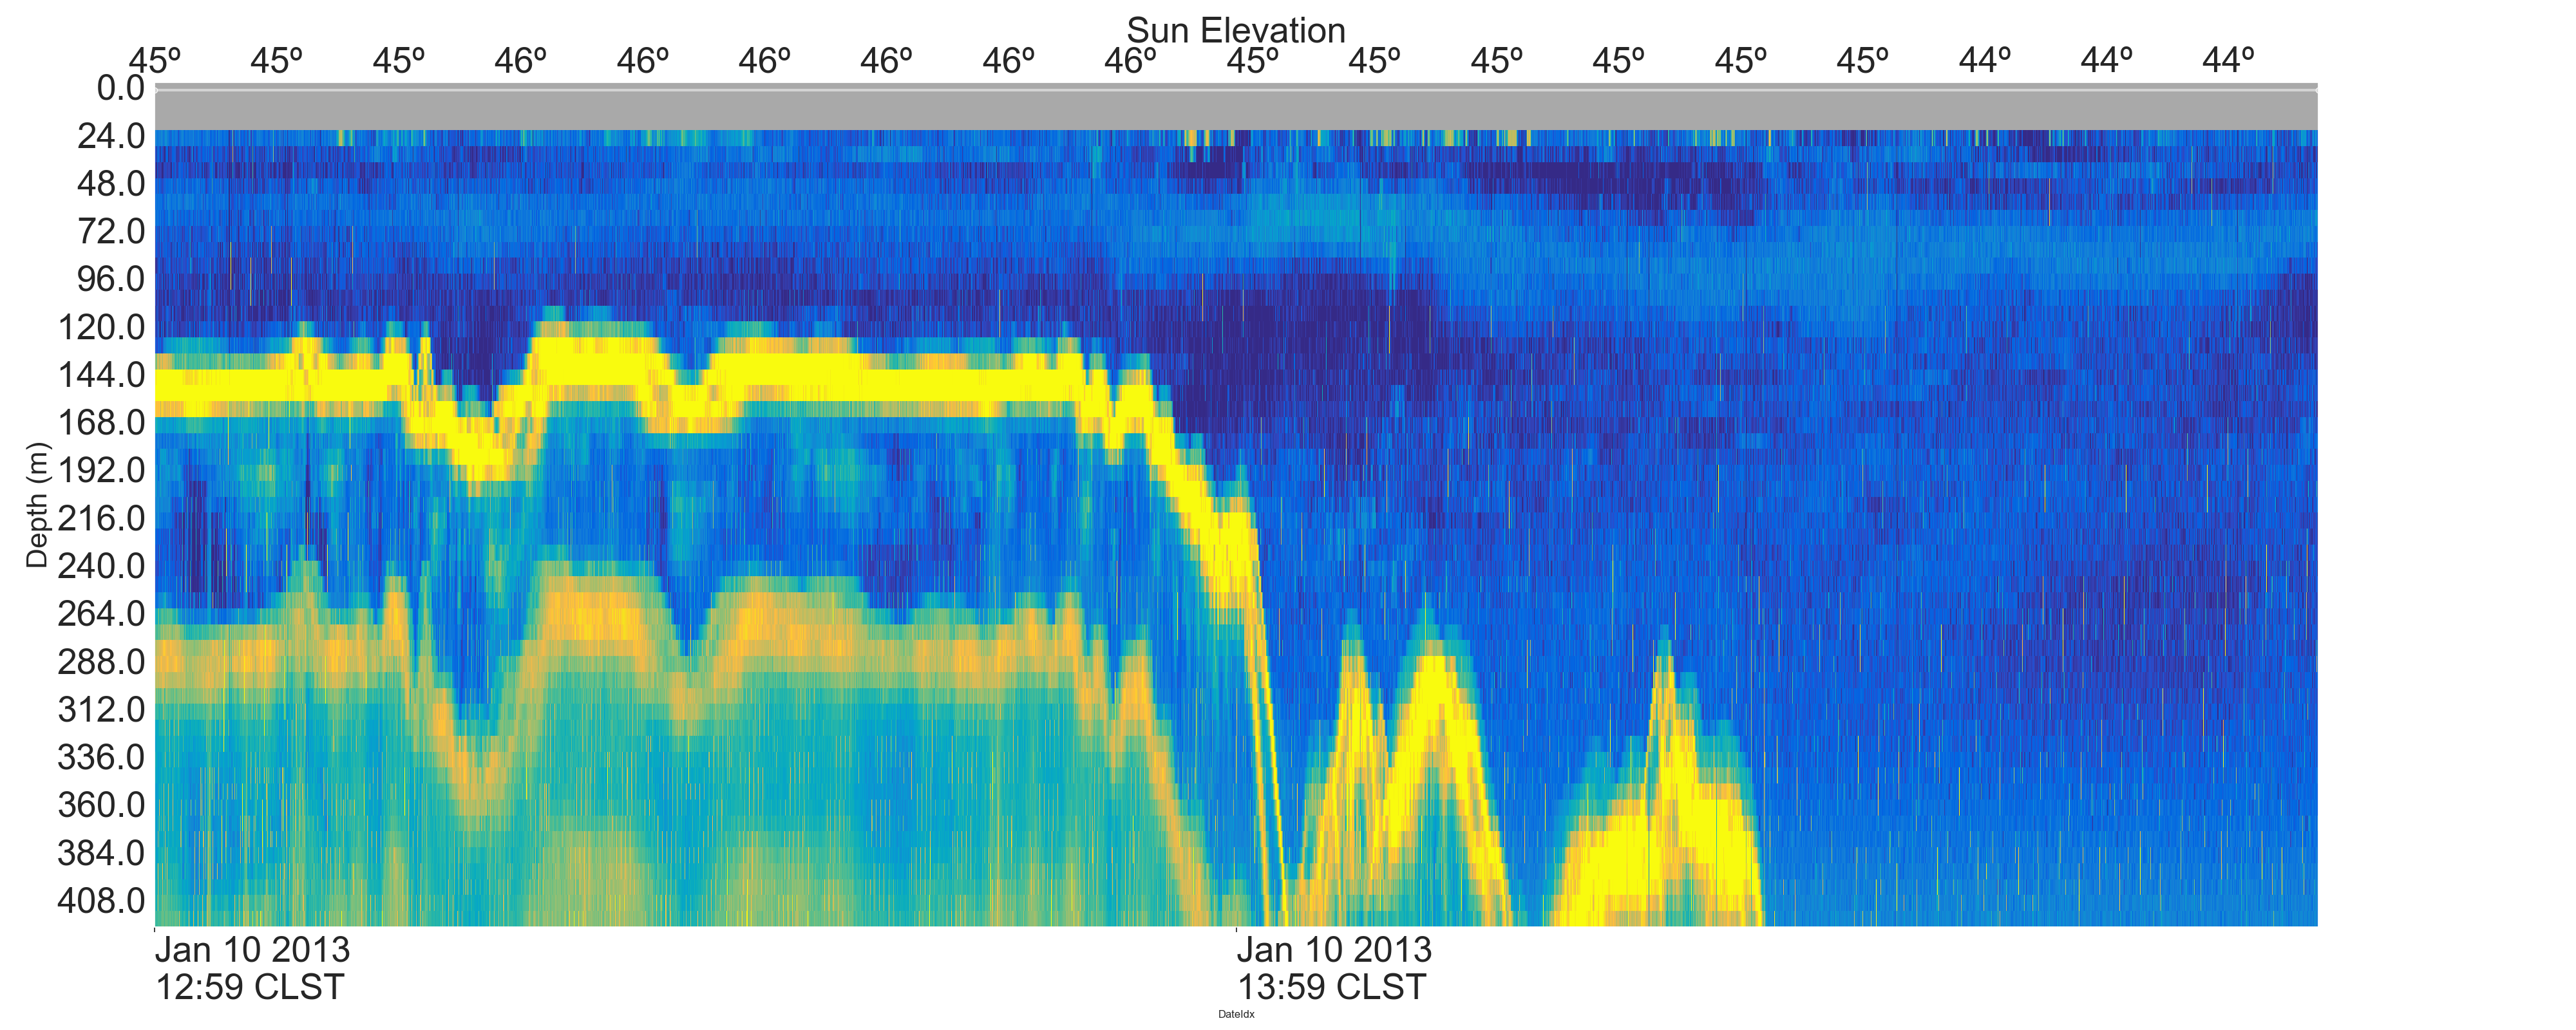 Sun Elevation
45º 45º 45º 46º 46º 46º 46º 46º 46º 45º 45º 45º 45º 45º 45º 44º 44º 44º
0.0
24.0
48.0
72.0
96.0
120.0
144.0
168.0
192.0
216.0
240.0
264.0
288.0
312.0
336.0
360.0
384.0
408.0
Depth (m)
Jan 10 2013
12:59 CLST
Jan 10 2013
13:59 CLST
DateIdx